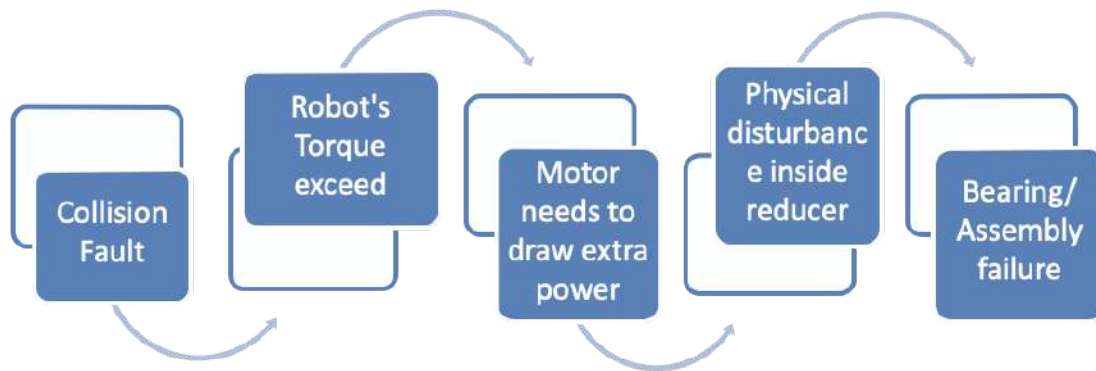 Collision
Fault
Robot's
Torque
exceed
Motor
needs to
draw extra
power
Physical
disturbanc
e inside
reducer
Bearing/
Assembly
failure